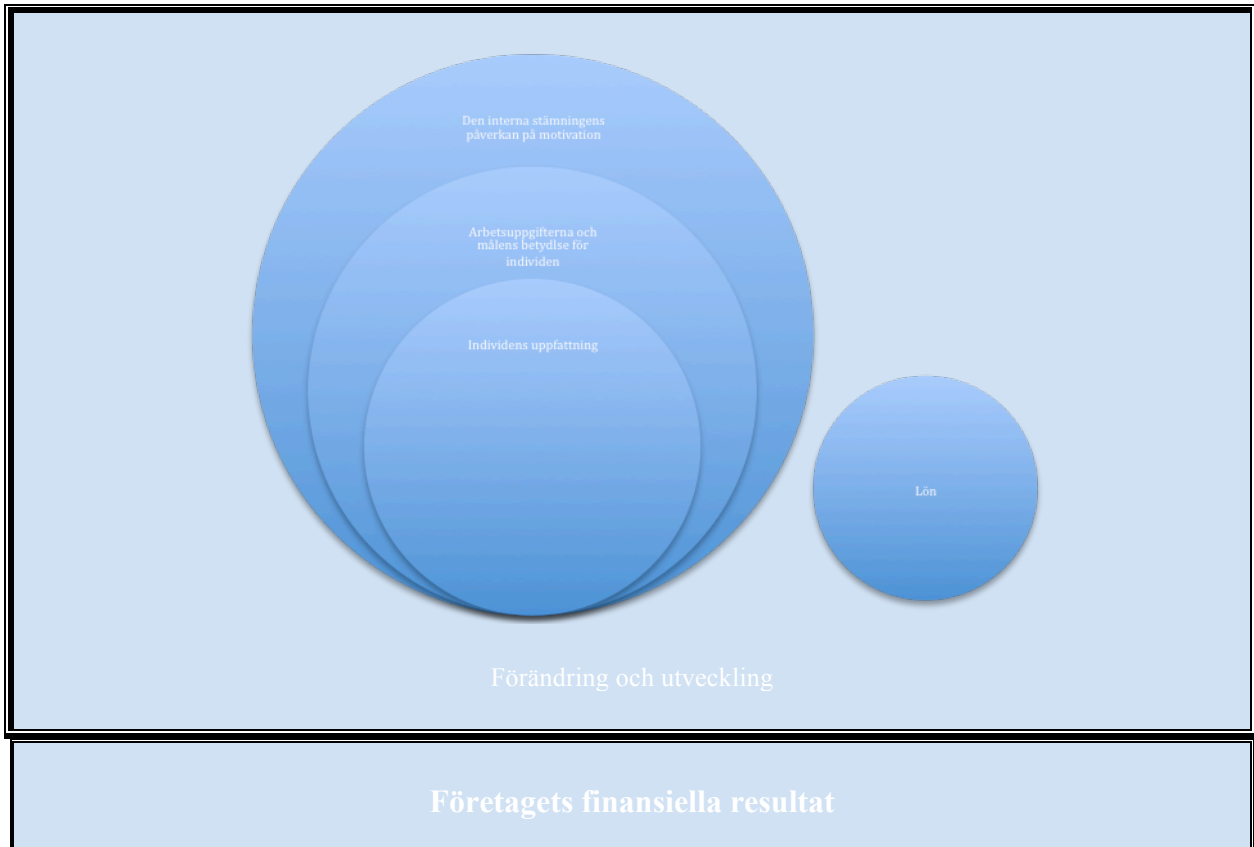 Den interna stämningens
påverkan på motivation
Arbetsuppgifterna och
målens betydlse för
individen
Individens uppfattning
Lön
Förändring och utveckling
Företagets finansiella resultat